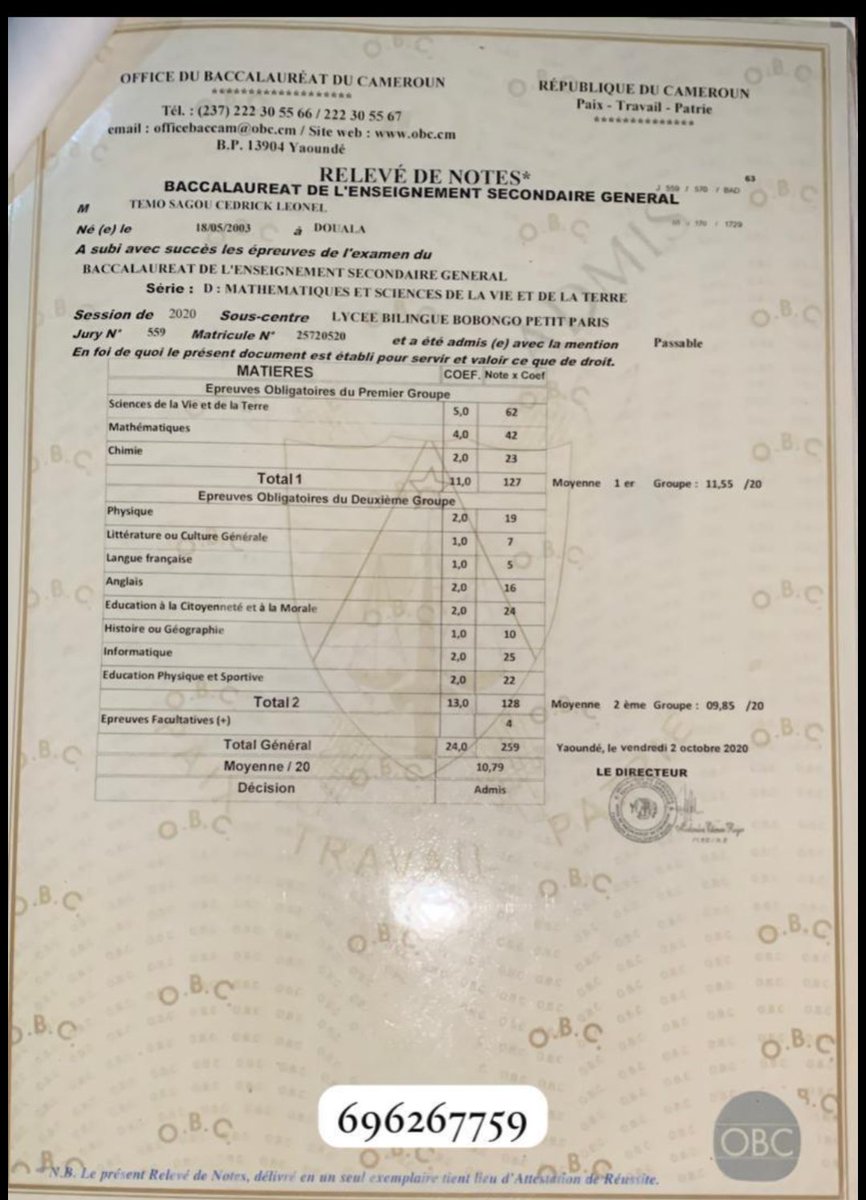 OFFICE DU BACCALAURÉAT DU CAMEROUN
*******************
Tél. : (237) 222 30 55 66 / 222 30 55 67
email : officebaccam@obc.cm / Site web : www.obc.cm
B.P. 13904 Yaoundé
RÉPUBLIQUE DU CAMEROUN
Paix - Travail - Patrie
**************
RELEVÉ DE NOTES*
63
BACCALAUREAT DE L'ENSEIGNEMENT SECONDAIRE GENERAL
J 559 / 570 / BAD
M TEMO SAGOU CEDRICK LEONEL
/ 170 / 1729
Né (e) le 18/05/2003 à DOUALA
A subi avec succès les épreuves de l'examen du
BACCALAUREAT DE L'ENSEIGNEMENT SECONDAIRE GENERAL
Série : D : MATHEMATIQUES ET SCIENCES DE LA VIE ET DE LA TERRE
Session de 2020 Sous-centre LYCEE BILINGUE BOBONGO PETIT PARIS
Jury N° 559 Matricule N° 25720520 et a été admis (e) avec la mention Passable
En foi de quoi le présent document est établi pour servir et valoir ce que de droit.
MATIERES COEF. Note x Coef
Epreuves Obligatoires du Premier Groupe
Sciences de la Vie et de la Terre 5,0 62
Mathématiques 4,0 42
Chimie 2,0 23
Total 1 11,0 127 Moyenne 1 er Groupe : 11,55 /20
Epreuves Obligatoires du Deuxième Groupe
Physique 2,0 19
Littérature ou Culture Générale 1,0 7
Langue française 1,0 5
Anglais 2,0 16
Education à la Citoyenneté et à la Morale 2,0 24
Histoire ou Géographie 1,0 10
Informatique 2,0 25
Education Physique et Sportive 2,0 22
Total 2 13,0 128 Moyenne 2 ème Groupe : 09,85 /20
Epreuves Facultatives (+) 4
Total Général 24,0 259 Yaoundé, le vendredi 2 octobre 2020
Moyenne / 20 10,79
LE DIRECTEUR
Décision Admis
TRAVAIL
696267759
OBC
N.B. Le présent Relevé de Notes, délivré en un seul exemplaire tient lieu d'Attestation de Réussite.